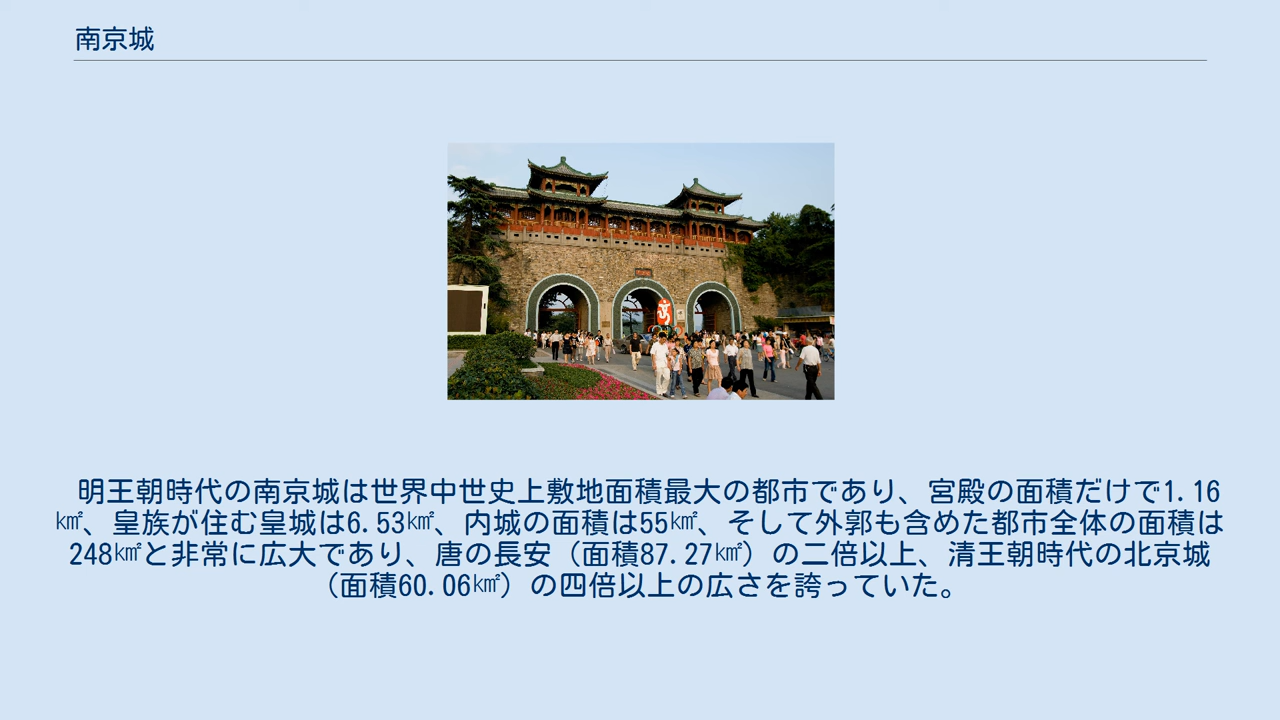 南京城
明王朝時代の南京城は世界中世史上敷地面積最大の都市であり、宮殿の面積だけで1.16
㎢、皇族が住む皇城は6.53㎢、内城の面積は55㎢、そして外郭も含めた都市全体の面積は
248㎢と非常に広大であり、唐の長安（面積87.27㎢）の二倍以上、清王朝時代の北京城
（面積60.06㎢）の四倍以上の広さを誇っていた。